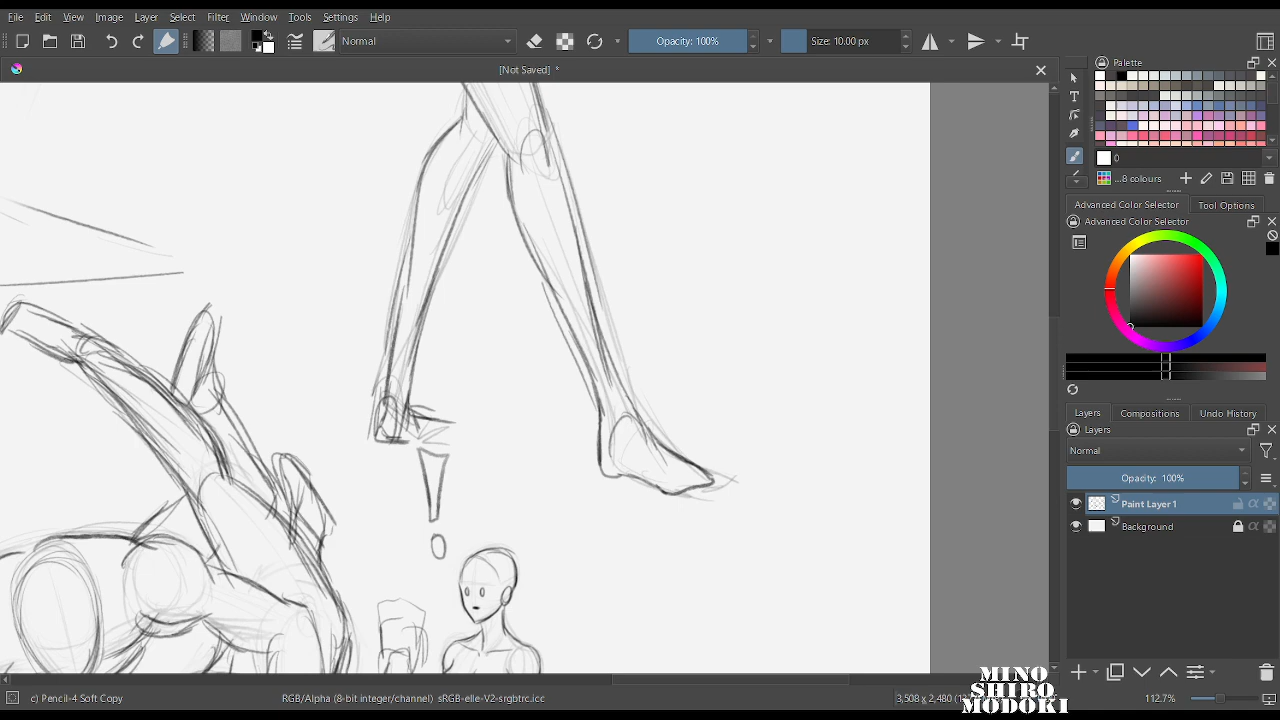 File Edit View Image Layer Select Filter Window Tools Settings Help
Normal Opacity: 100% Size: 10.00 px
[Not Saved] *
Palette
0
...8 colours
Advanced Color Selector Tool Options
Advanced Color Selector
Layers Compositions Undo History
Layers
Normal
Opacity: 100%
Paint Layer 1
Background
!
MINO
SHIRO
MODOKI
c) Pencil-4 Soft Copy RGB/Alpha (8-bit integer/channel) sRGB-elle-V2-srgbtrc.icc 3,508 x 2,480 112.7%